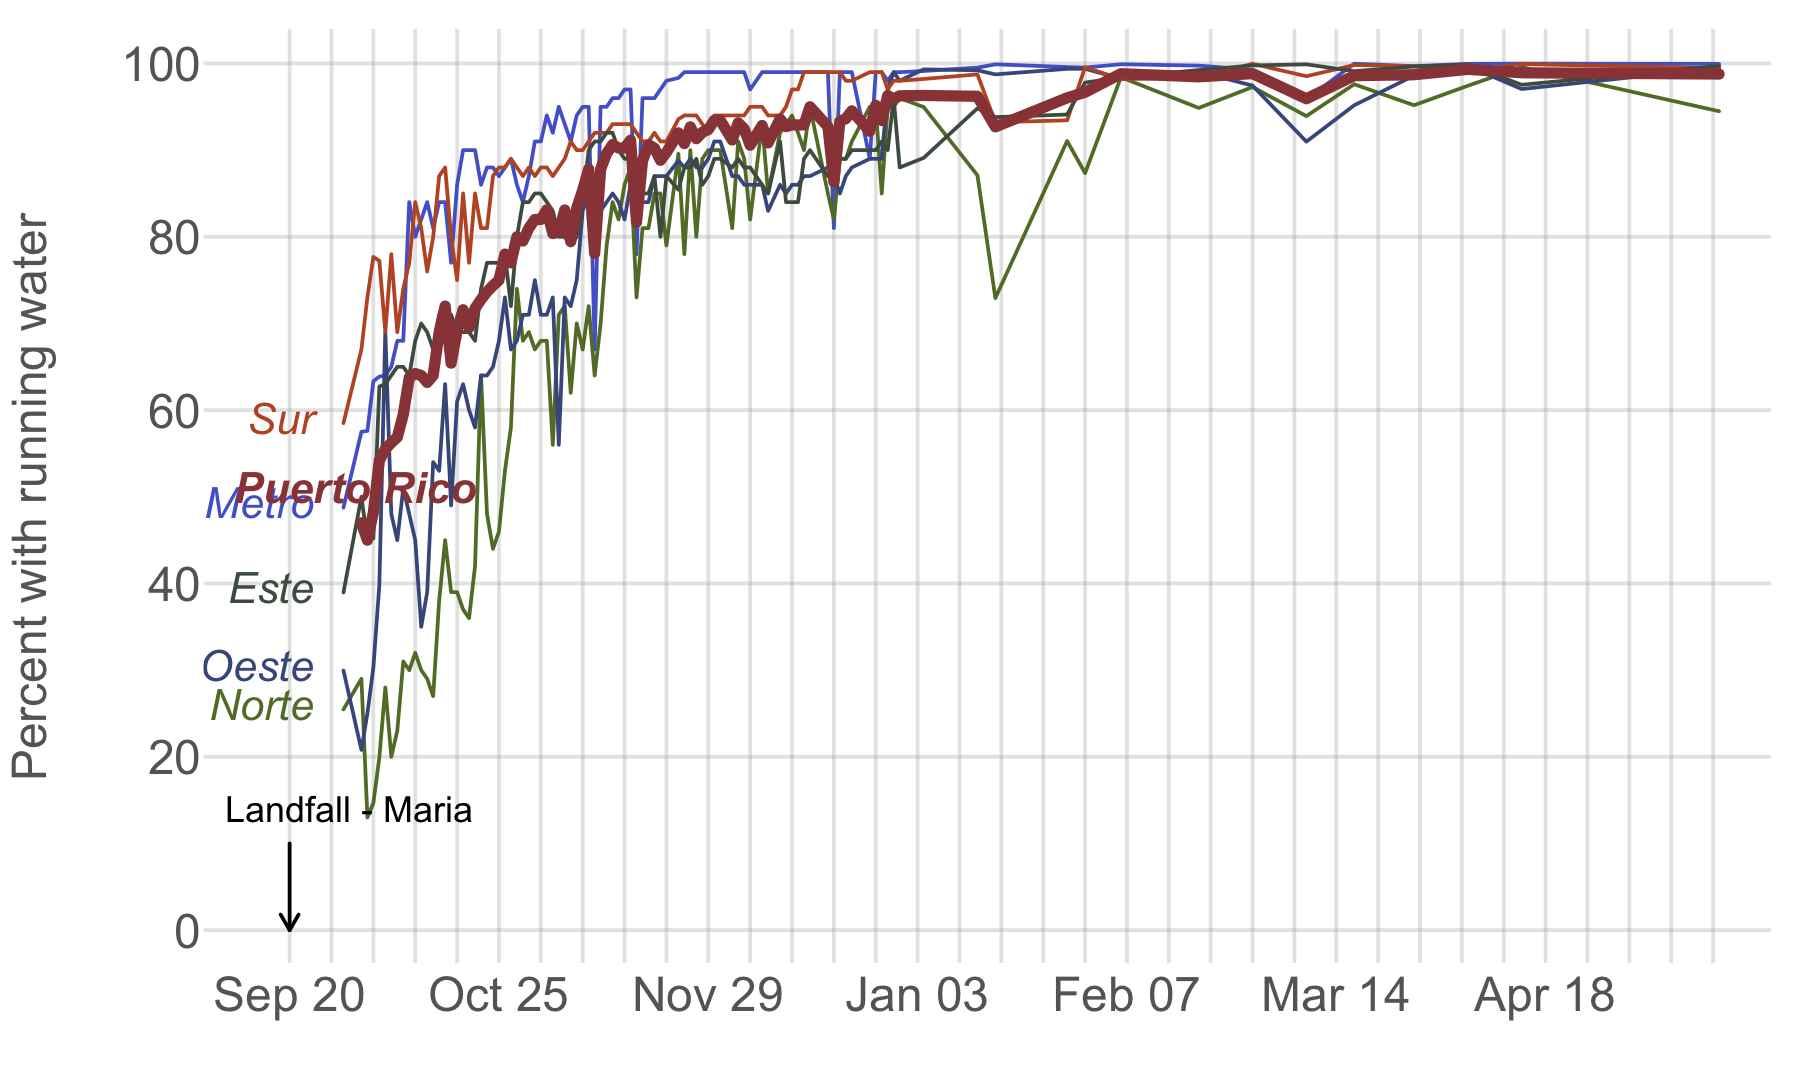 Percent with running water
100
80
60
40
20
0
Sur
Puerto Rico
Metro
Este
Oeste
Norte
Landfall - Maria
Sep 20 Oct 25 Nov 29 Jan 03 Feb 07 Mar 14 Apr 18